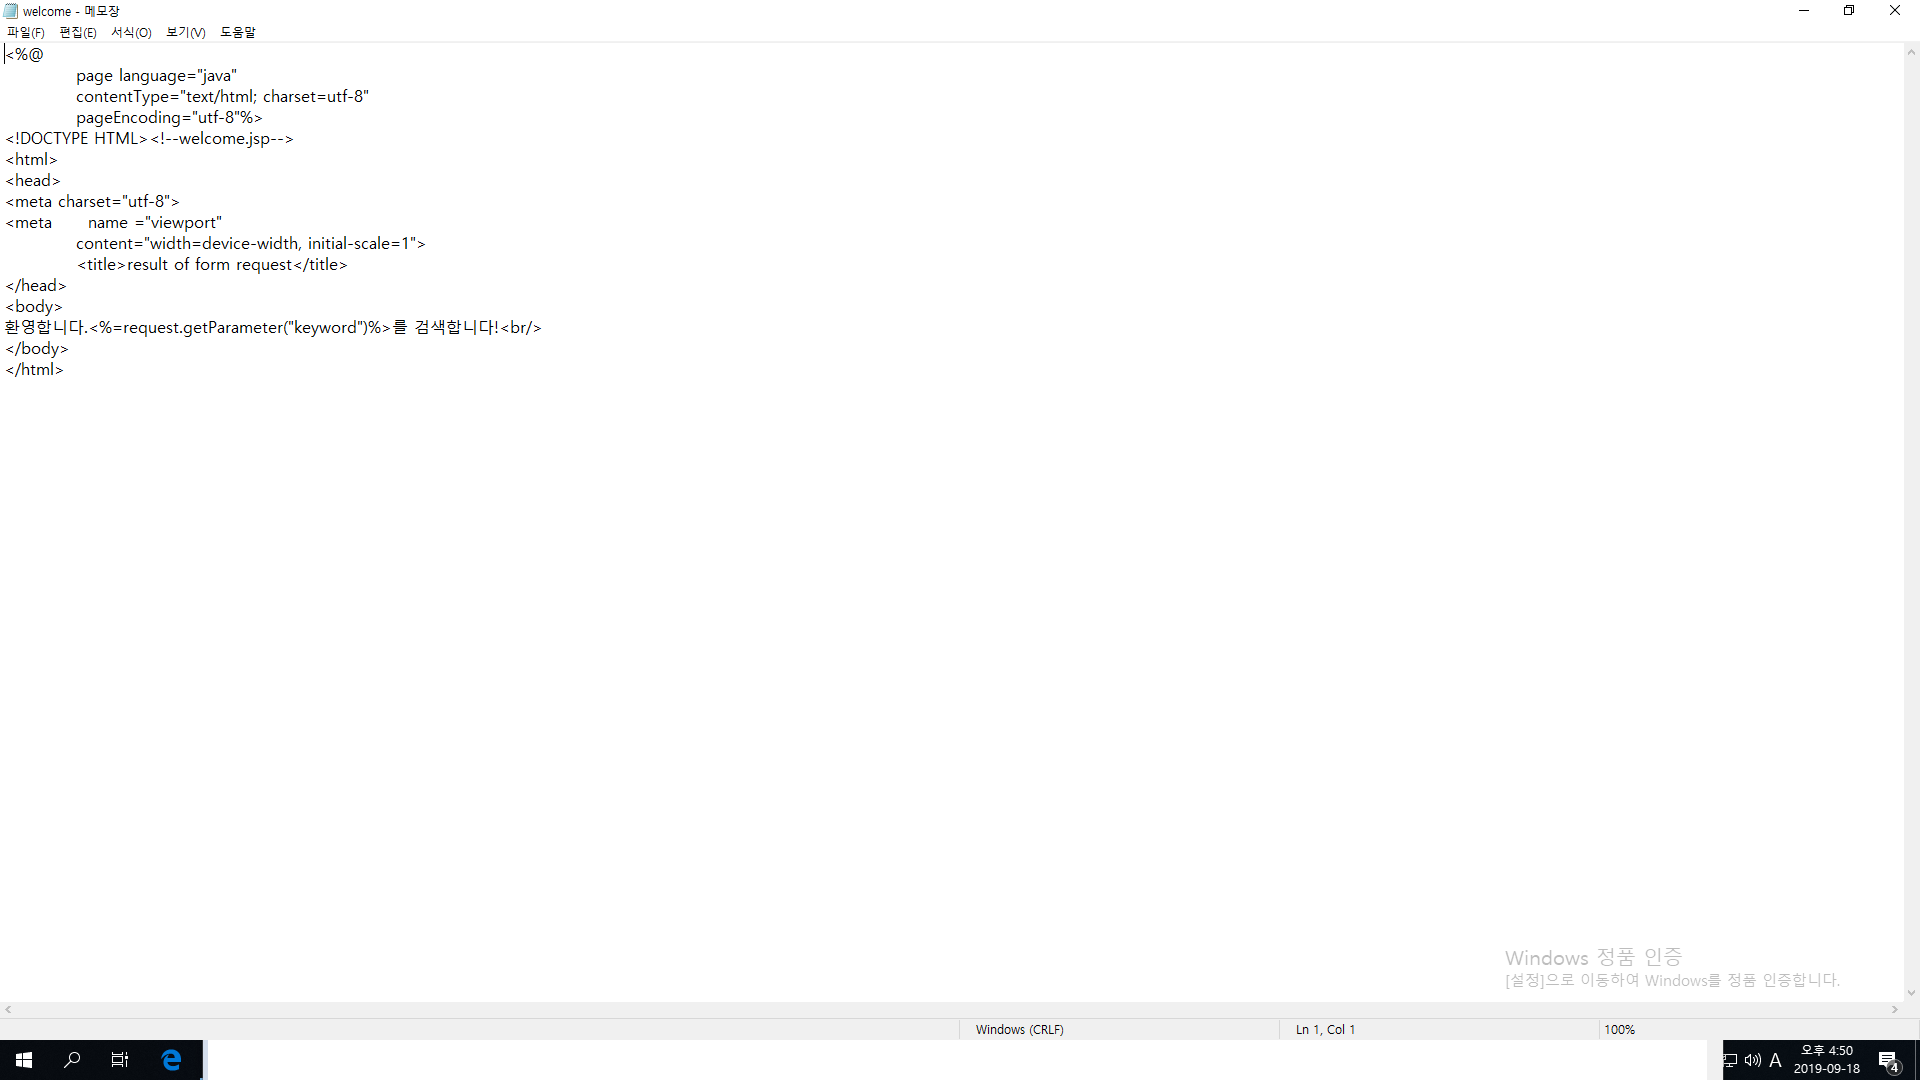 welcome - 메모장
파일(F) 편집(E) 서식(O) 보기(V) 도움말
<%@
page language="java"
contentType="text/html; charset=utf-8"
pageEncoding="utf-8"%>
<!DOCTYPE HTML><!--welcome.jsp-->
<html>
<head>
<meta charset="utf-8">
<meta name ="viewport"
content="width=device-width, initial-scale=1">
<title>result of form request</title>
</head>
<body>
환영합니다.<%=request.getParameter("keyword")%>를 검색합니다!<br/>
</body>
</html>
Windows 정품 인증
[설정]으로 이동하여 Windows를 정품 인증합니다.
Windows (CRLF) Ln 1, Col 1 100%
A 오후 4:50
2019-09-18 4